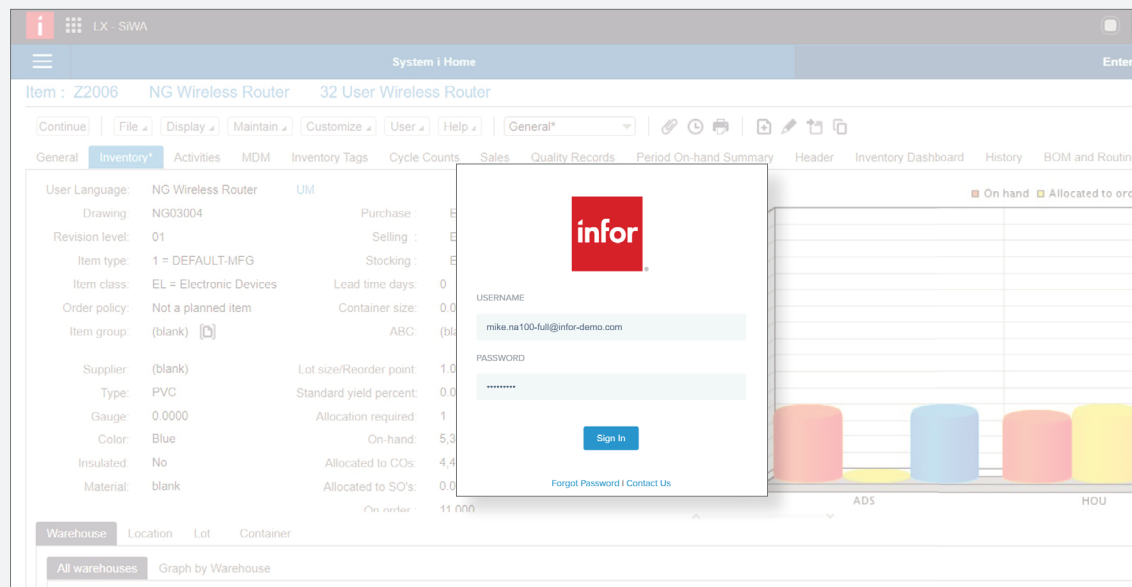 i LX - SiWA
System i Home
Item : Z2006 NG Wireless Router 32 User Wireless Router
Continue File Display Maintain Customize User Help General*
General Inventory* Activities MDM Inventory Tags Cycle Counts Sales Quality Records Period On-hand Summary Header Inventory Dashboard History BOM and
User Language: NG Wireless Router UM
On hand Allocated to
Drawing: NG03004 Purchase
Revision level: 01 Selling :
Item type: 1 = DEFAULT-MFG Stocking :
Item class: EL = Electronic Devices Lead time days: 0
Order policy: Not a planned item Container size:
Item group: (blank) ABC:
Supplier: (blank) Lot size/Reorder point:
Type: PVC Standard yield percent:
Gauge: 0.0000 Allocation required: 1
Color: Blue On-hand:
Insulated: No Allocated to COs:
Material: blank Allocated to SO's:
On order : 11.000
infor
USERNAME
mike.na100-full@infor-demo.com
PASSWORD
•••••••••
Sign In
Forgot Password I Contact Us
ADS HOU
Warehouse Location Lot Container
All warehouses Graph by Warehouse